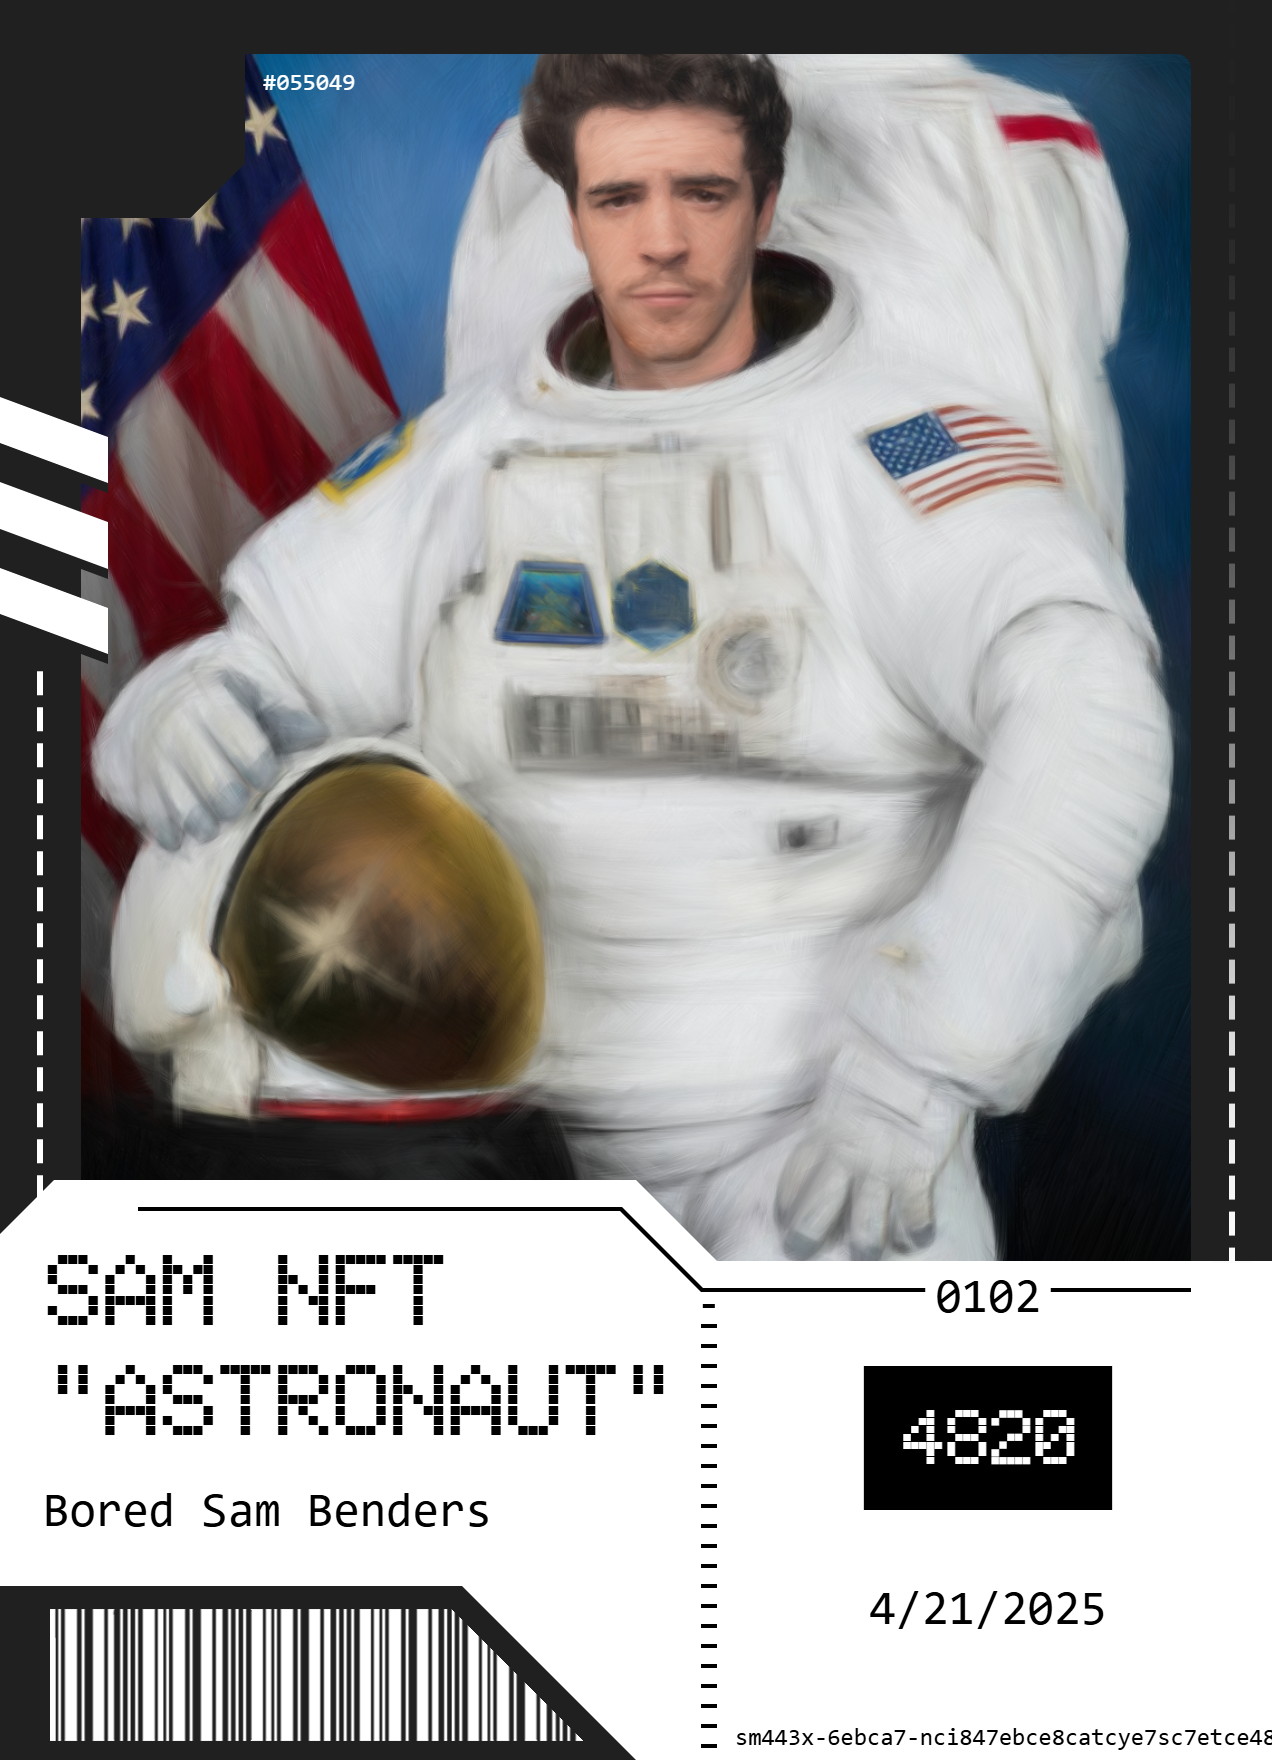 #055049
SAM NFT
"ASTRONAUT"
Bored Sam Benders
0102
4820
4/21/2025
sm443x-6ebca7-nci847ebce8catcye7sc7etce48